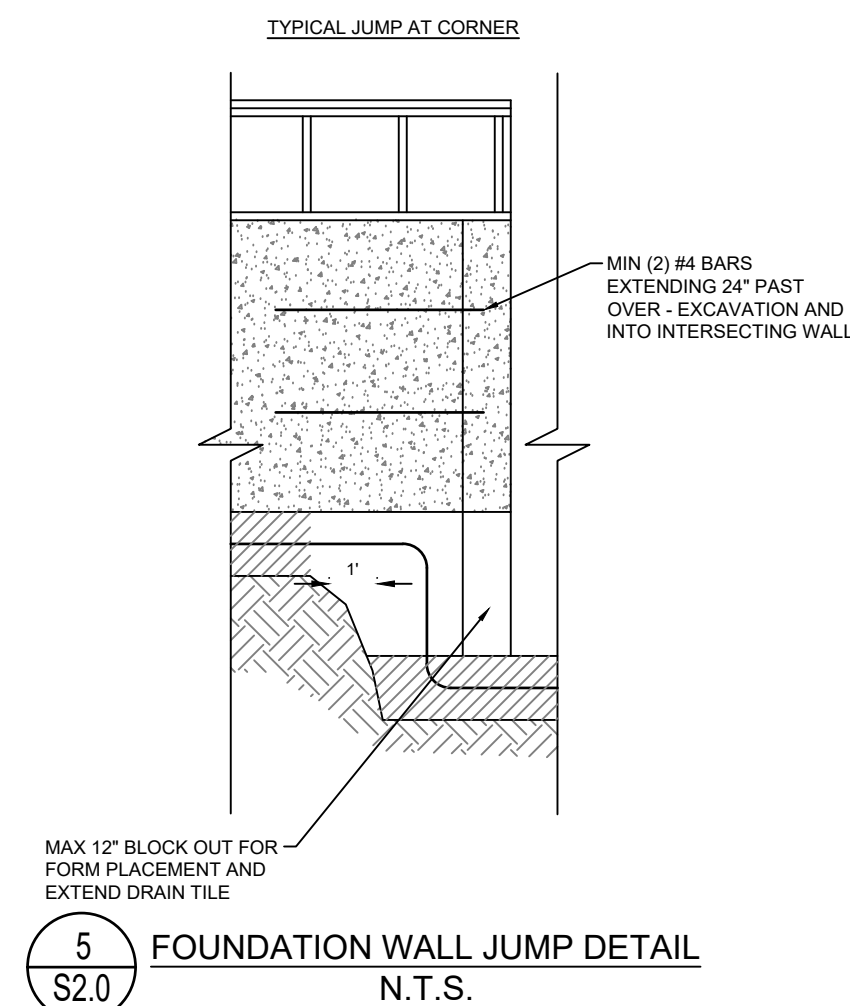 TYPICAL JUMP AT CORNER
MIN (2) #4 BARS
EXTENDING 24" PAST
OVER - EXCAVATION AND
INTO INTERSECTING WALL
1'
MAX 12" BLOCK OUT FOR
FORM PLACEMENT AND
EXTEND DRAIN TILE
5
S2.0
FOUNDATION WALL JUMP DETAIL
N.T.S.